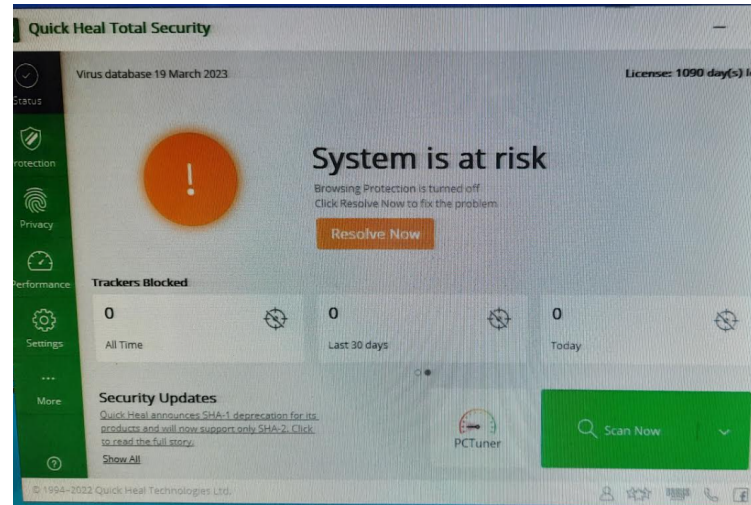 Quick Heal Total Security
Virus database 19 March 2023
License: 1090 day(s)
Status
System is at risk
Browsing Protection is turned off
Click Resolve Now to fix the problem
Resolve Now
rotection
Privacy
erformance
Settings
More
Trackers Blocked
0
All Time
0
Last 30 days
0
Today
Security Updates
Quick Heal announces SHA-1 deprecation for its
products and will now support only SHA-2. Click
to read the full story.
Show All
PCTuner
Scan Now
© 1994-2022 Quick Heal Technologies Ltd.